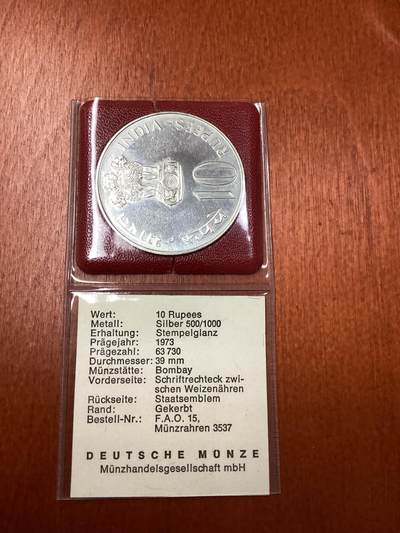 RUPEES-INDIA
10
Wert: 10 Rupees
Metall: Silber 500/1000
Erhaltung: Stempelglanz
Prägejahr: 1973
Prägezahl: 63 730
Durchmesser: 39 mm
Münzstätte: Bombay
Vorderseite: Schriftrechteck zwi-
schen Weizenähren
Rückseite: Staatsemblem
Rand: Gekerbt
Bestell-Nr.: F.A.O. 15,
Münzrahmen 3537
DEUTSCHE MÜNZE
Münzhandelsgesellschaft mbH